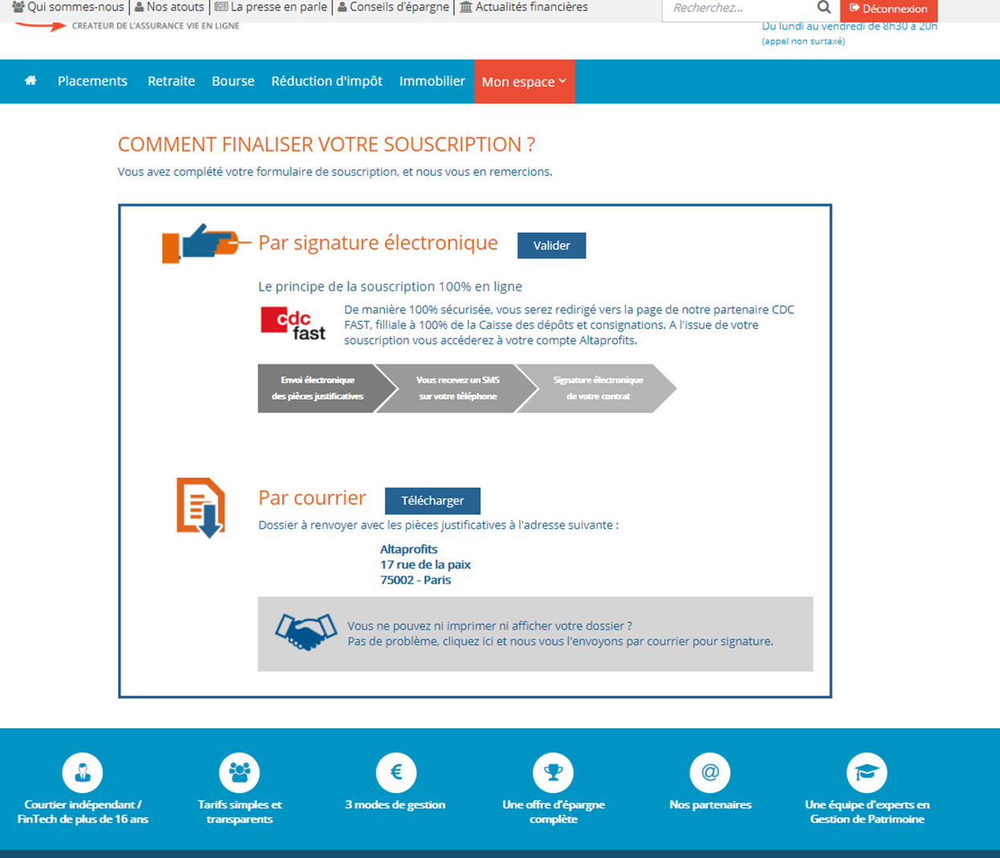 Qui sommes-nous Nos atouts La presse en parle Conseils d'épargne Actualités financières Recherchez... Déconnexion
CREATEUR DE L'ASSURANCE VIE EN LIGNE
Du lundi au vendredi de 8h30 à 20h
(appel non surtaxé)
Placements Retraite Bourse Réduction d'impôt Immobilier Mon espace
COMMENT FINALISER VOTRE SOUSCRIPTION ?
Vous avez complété votre formulaire de souscription, et nous vous en remercions.
Par signature électronique Valider
Le principe de la souscription 100% en ligne
cdc
fast
De manière 100% sécurisée, vous serez redirigé vers la page de notre partenaire CDC
FAST, filliale à 100% de la Caisse des dépôts et consignations. A l'issue de votre
souscription vous accéderez à votre compte Altaprofits.
Envoi électronique
des pièces justificatives
Vous recevez un SMS
sur votre téléphone
Signature électronique
de votre contrat
Par courrier Télécharger
Dossier à renvoyer avec les pièces justificatives à l'adresse suivante :
Altaprofits
17 rue de la paix
75002 - Paris
Vous ne pouvez ni imprimer ni afficher votre dossier ?
Pas de problème, cliquez ici et nous vous l'envoyons par courrier pour signature.
Courtier indépendant /
FinTech de plus de 16 ans
Tarifs simples et
transparents
€
3 modes de gestion
Une offre d'épargne
complète
@
Nos partenaires
Une équipe d'experts en
Gestion de Patrimoine